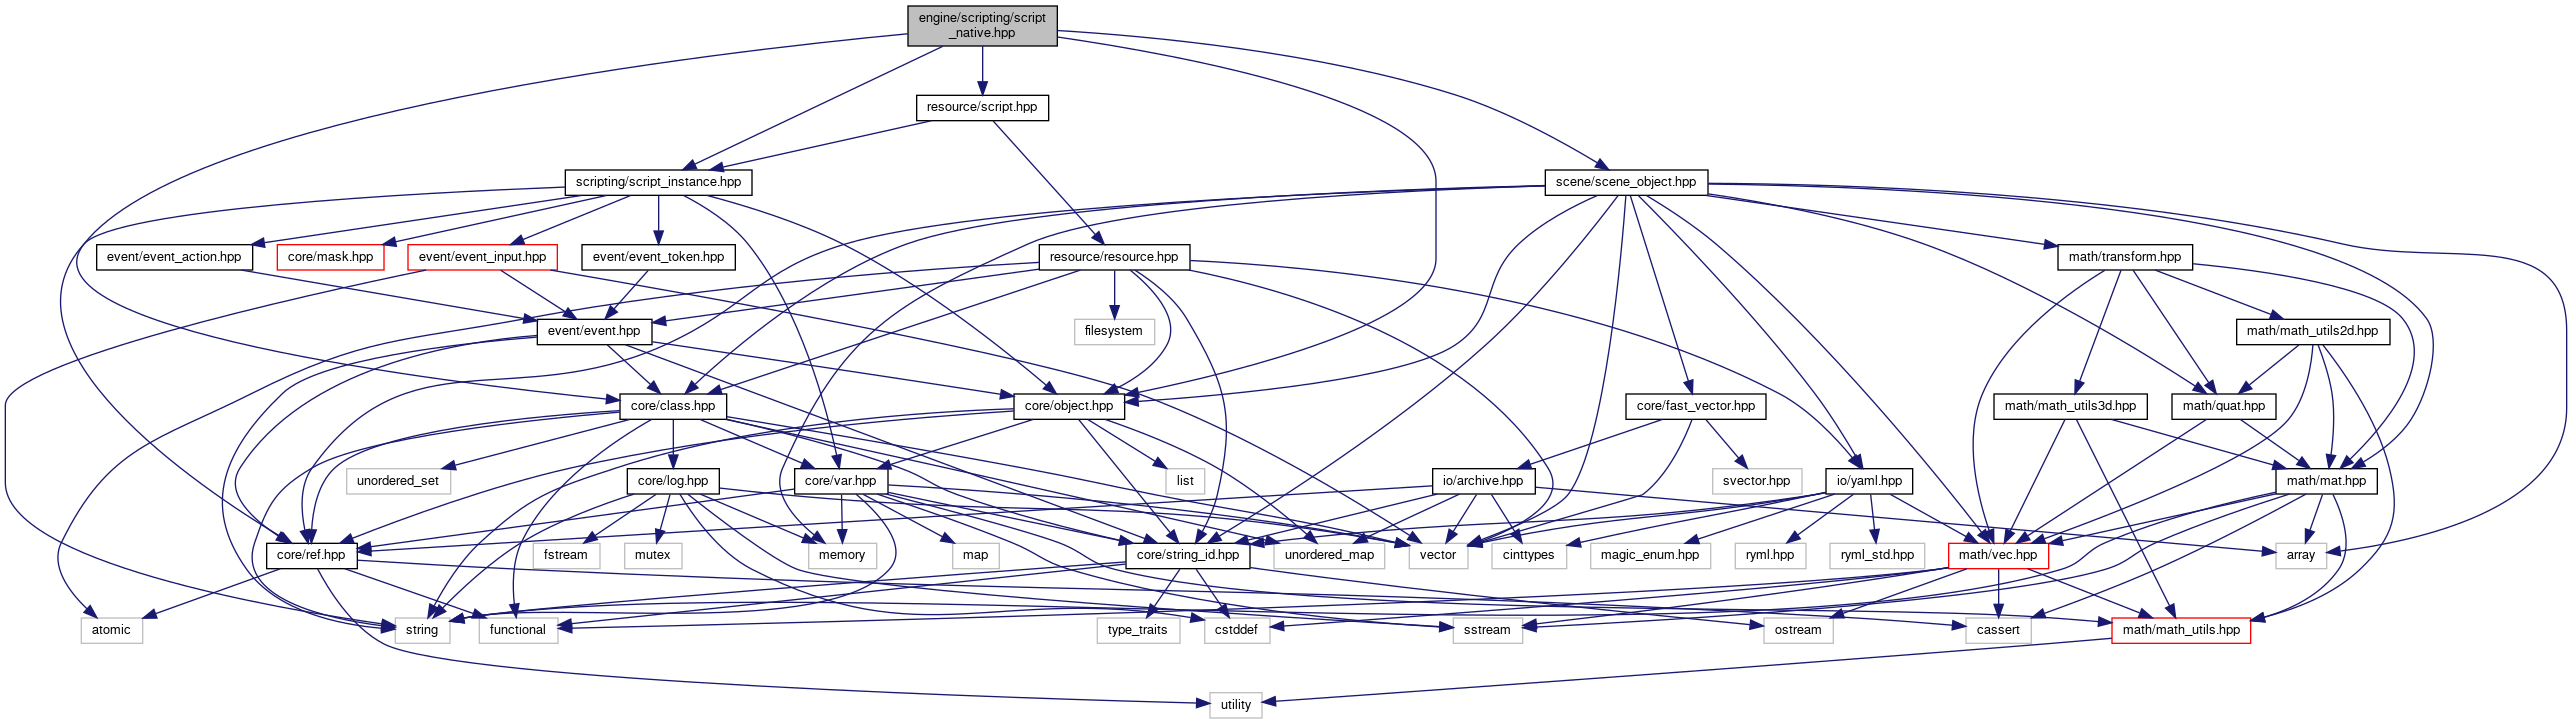 engine/scripting/script
_native.hpp
resource/script.hpp
scripting/script_instance.hpp
scene/scene_object.hpp
event/event_action.hpp
core/mask.hpp
event/event_input.hpp
event/event_token.hpp
resource/resource.hpp
math/transform.hpp
event/event.hpp
filesystem
math/math_utils2d.hpp
core/class.hpp
core/object.hpp
core/fast_vector.hpp
math/math_utils3d.hpp
math/quat.hpp
unordered_set
core/log.hpp
core/var.hpp
list
io/archive.hpp
svector.hpp
io/yaml.hpp
math/mat.hpp
core/ref.hpp
fstream
mutex
memory
map
core/string_id.hpp
unordered_map
vector
cinttypes
magic_enum.hpp
ryml.hpp
ryml_std.hpp
math/vec.hpp
array
atomic
string
functional
type_traits
cstddef
sstream
ostream
cassert
math/math_utils.hpp
utility